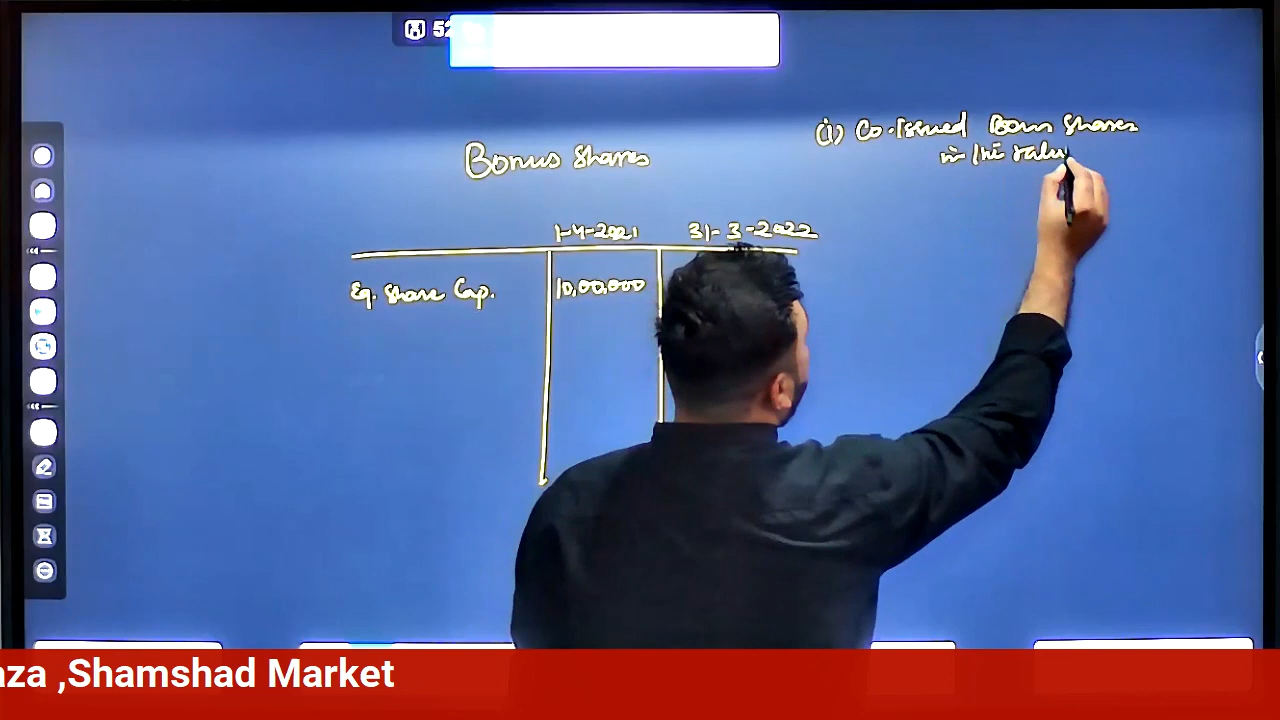 52
(i) Co. Issued Bonus Shares
in the
Bonus Shares
1-4-2021 31-3-2022
Eq. Share Cap. 10,00,000
aza ,Shamshad Market